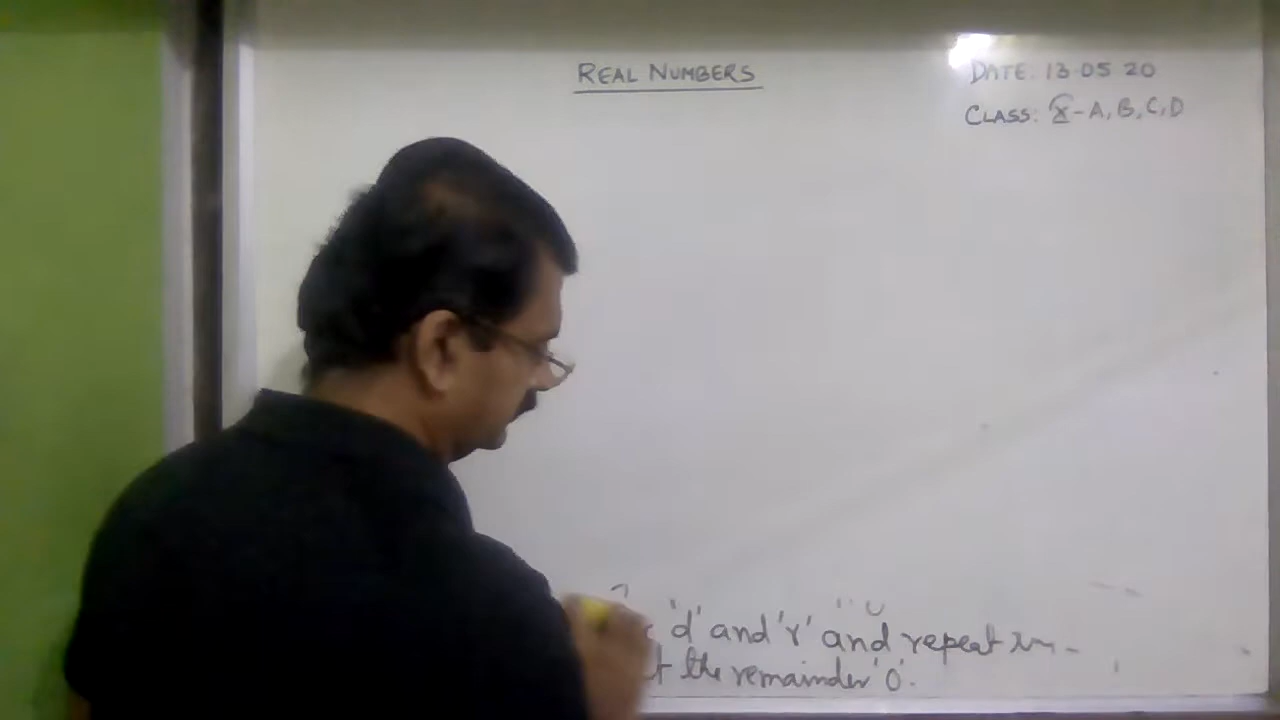 REAL NUMBERS
DATE: 13.05.20
CLASS: X-A, B, C, D
'd' and 'r' and repeat
the remainder '0'.